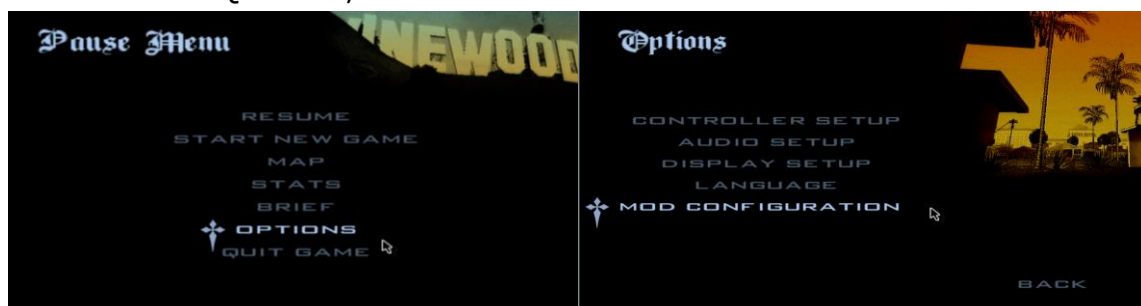 Pause Menu
INEWOOD
RESUME
START NEW GAME
MAP
STATS
BRIEF
OPTIONS
QUIT GAME
Options
CONTROLLER SETUP
AUDIO SETUP
DISPLAY SETUP
LANGUAGE
MOD CONFIGURATION
BACK